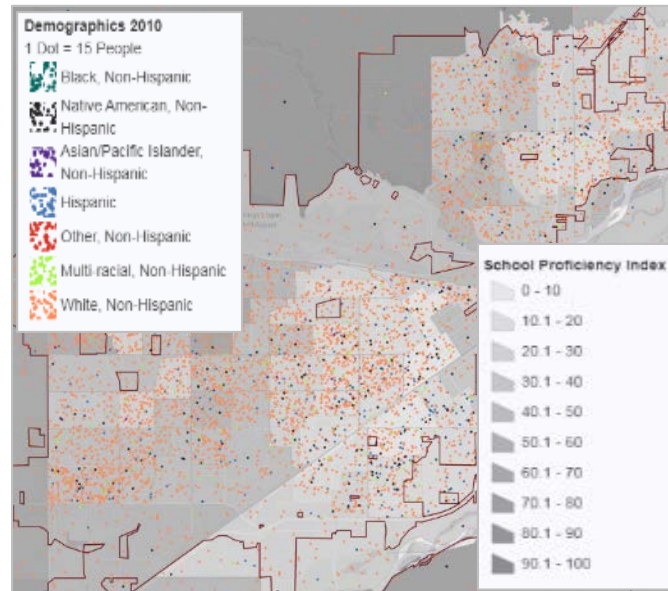 Demographics 2010
1 Dot = 15 People
Black, Non-Hispanic
Native American, Non-
Hispanic
Asian/Pacific Islander,
Non-Hispanic
Hispanic
Other, Non-Hispanic
Multi-racial, Non-Hispanic
White, Non-Hispanic
School Proficiency Index
0 - 10
10.1 - 20
20.1 - 30
30.1 - 40
40.1 - 50
50.1 - 60
60.1 - 70
70.1 - 80
80.1 - 90
90.1 - 100